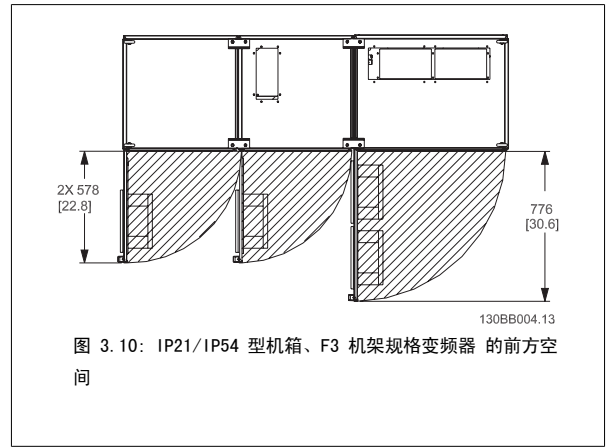 2X 578
[22.8]
776
[30.6]
130BB004.13
图 3.10: IP21/IP54 型机箱、F3 机架规格变频器 的前方空
间